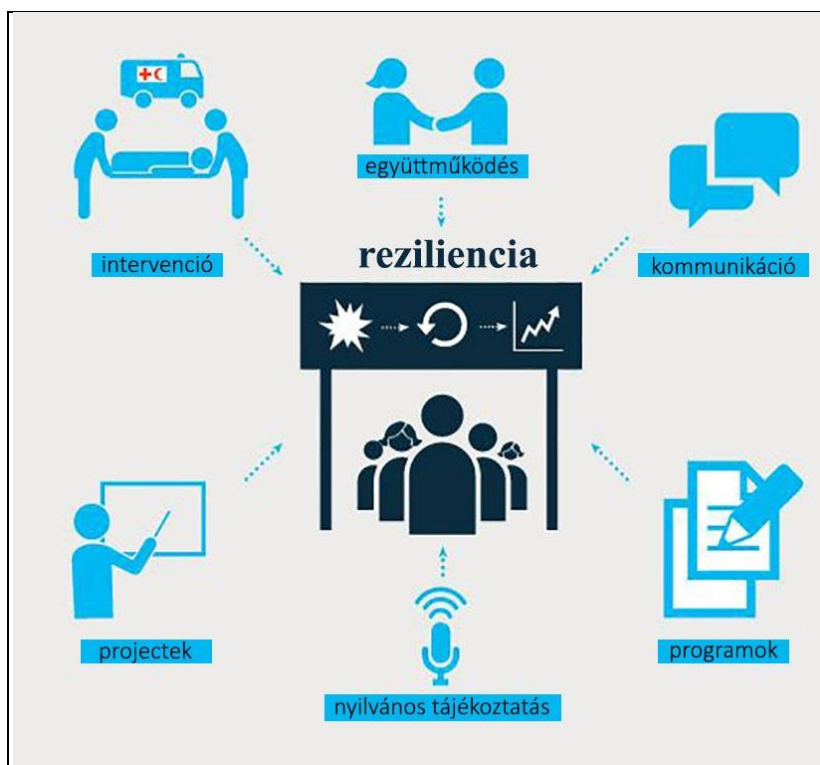 együttműködés
intervenció
reziliencia
kommunikáció
projectek
programok
nyilvános tájékoztatás